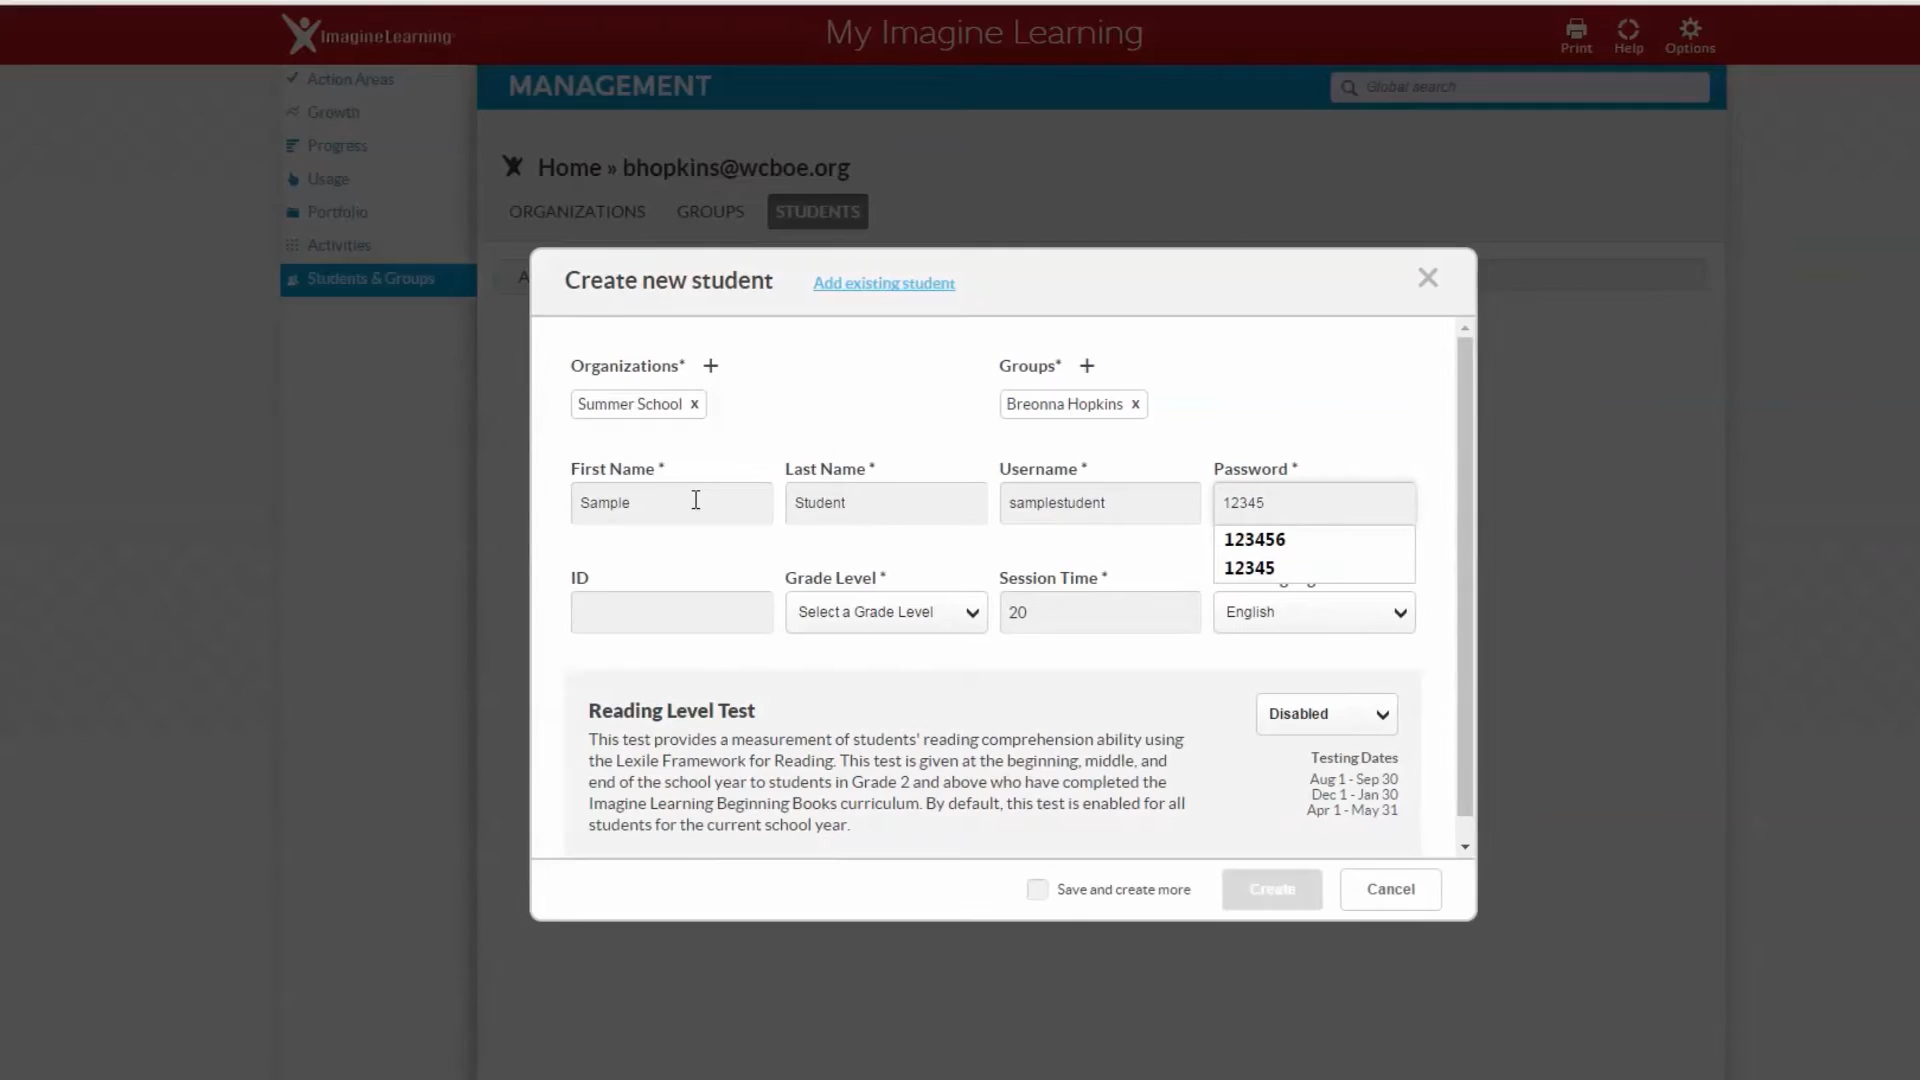 ImagineLearning
My Imagine Learning
Print
Help
Options
Action Areas
Growth
Progress
Usage
Portfolio
Activities
Students & Groups
MANAGEMENT
Global search
Home » bhopkins@wcboe.org
ORGANIZATIONS
GROUPS
STUDENTS
A
Create new student
Add existing student
Organizations* +
Groups* +
Summer School x
Breonna Hopkins x
First Name *
Last Name *
Username *
Password *
Sample
Student
samplestudent
12345
123456
12345
ID
Grade Level *
Session Time *
Select a Grade Level
20
English
Reading Level Test
Disabled
This test provides a measurement of students' reading comprehension ability using
the Lexile Framework for Reading. This test is given at the beginning, middle, and
end of the school year to students in Grade 2 and above who have completed the
Imagine Learning Beginning Books curriculum. By default, this test is enabled for all
students for the current school year.
Testing Dates
Aug 1 - Sep 30
Dec 1 - Jan 30
Apr 1 - May 31
Save and create more
Create
Cancel